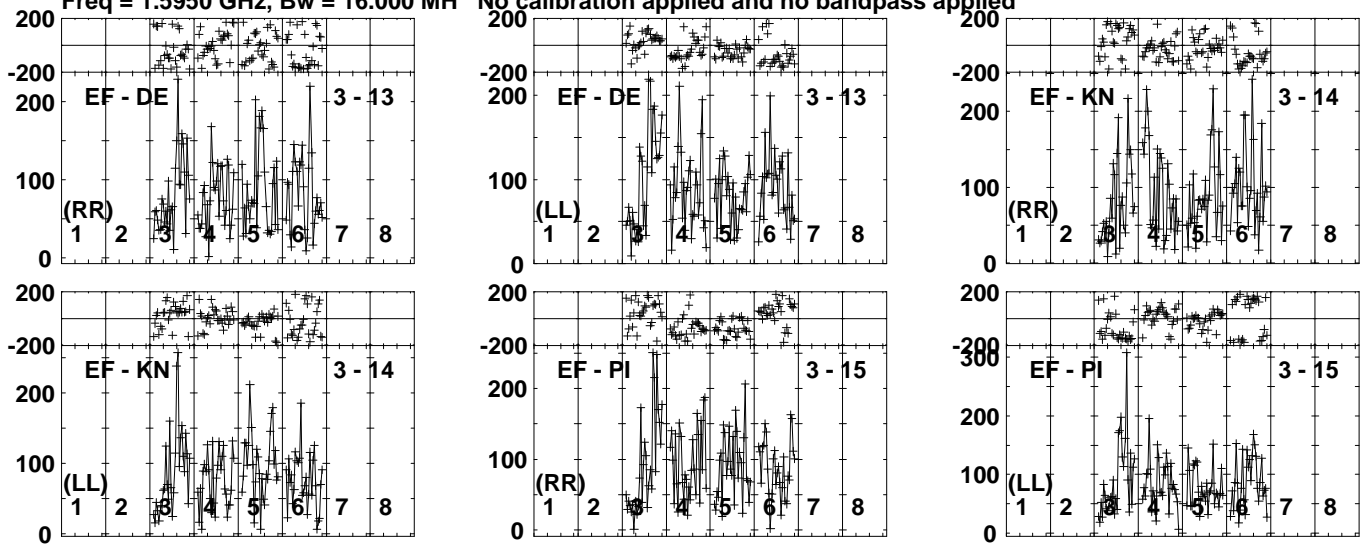 Freq = 1.5950 GHz, Bw = 16.000 MH No calibration applied and no bandpass applied
200
-200
200
100
0
EF - DE 3 - 13
(RR)
1 2 3 4 5 6 7 8
200
-200
200
100
0
EF - DE 3 - 13
(LL)
1 2 3 4 5 6 7 8
200
-200
200
100
0
EF - KN 3 - 14
(RR)
1 2 3 4 5 6 7 8
200
-200
200
100
0
EF - KN 3 - 14
(LL)
1 2 3 4 5 6 7 8
200
-200
200
100
0
EF - PI 3 - 15
(RR)
1 2 3 4 5 6 7 8
200
-200
300
200
100
0
EF - PI 3 - 15
(LL)
1 2 3 4 5 6 7 8